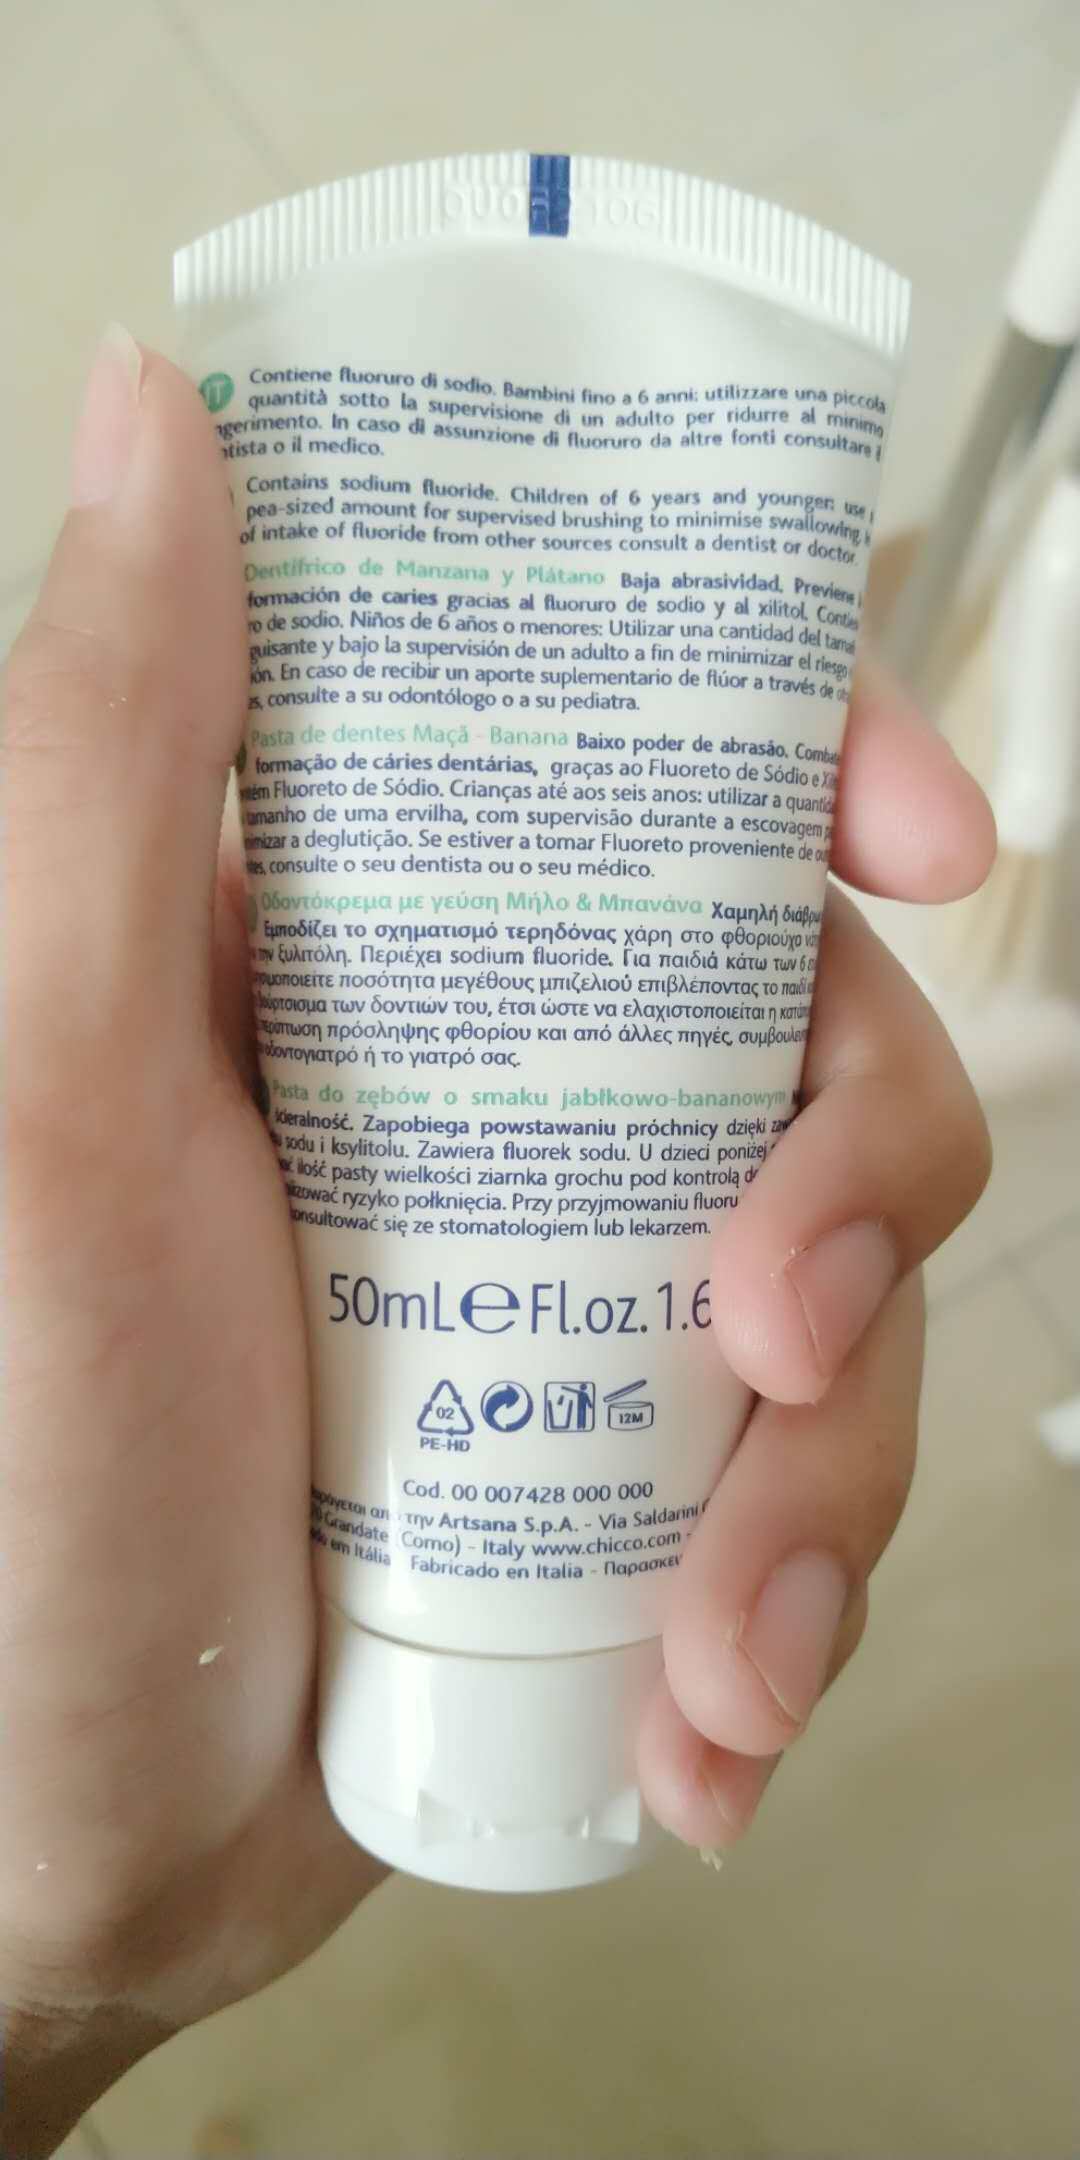 IT Contiene fluoruro di sodio. Bambini fino a 6 anni: utilizzare una piccola
quantità sotto la supervisione di un adulto per ridurre al minimo
In caso di assunzione di fluoruro da altre fonti consultare
o il medico.
Contains sodium fluoride. Children of 6 years and younger: use
pea-sized amount for supervised brushing to minimise swallowing.
of intake of fluoride from other sources consult a dentist or doctor.
Dentífrico de Manzana y Plátano Baja abrasividad. Previene
formación de caries gracias al fluoruro de sodio y al xilitol.
de sodio. Niños de 6 años o menores: Utilizar una cantidad del
guisante y bajo la supervisión de un adulto a fin de minimizar el riesgo
En caso de recibir un aporte suplementario de flúor a través de
consulte a su odontólogo o a su pediatra.
Pasta de dentes Maçã - Banana Baixo poder de abrasão.
formação de cáries dentárias, graças ao Fluoreto de Sódio e
Fluoreto de Sódio. Crianças até aos seis anos: utilizar a
tamanho de uma ervilha, com supervisão durante a escovagem
a deglutição. Se estiver a tomar Fluoreto proveniente de
consulte o seu dentista ou o seu médico.
Οδοντόκρεμα με γεύση Μήλο & Μπανάνα Χαμηλή
Εμποδίζει το σχηματισμό τερηδόνας χάρη στο φθοριούχο
την ξυλιτόλη. Περιέχει sodium fluoride. Για παιδιά κάτω των 6
ποσότητα μεγέθους μπιζελιού επιβλέποντας το παιδί
των δοντιών του, έτσι ώστε να ελαχιστοποιείται η
πρόσληψης φθορίου και από άλλες πηγές,
ή το γιατρό σας.
Pasta do zębów o smaku jabłkowo-bananowym
Zapobiega powstawaniu próchnicy dzięki
sodu i ksylitolu. Zawiera fluorek sodu. U dzieci poniżej
ilość pasty wielkości ziarnka grochu pod kontrolą
ryzyko połknięcia. Przy przyjmowaniu
się ze stomatologiem lub lekarzem.
50mL e Fl.oz. 1.6
02
12M
PE-HD
Cod. 00 007428 000 000
την Artsana S.p.A. - Via Saldarini
Grandate (Como) - Italy www.chicco.com -
em Itália Fabricado en Italia -